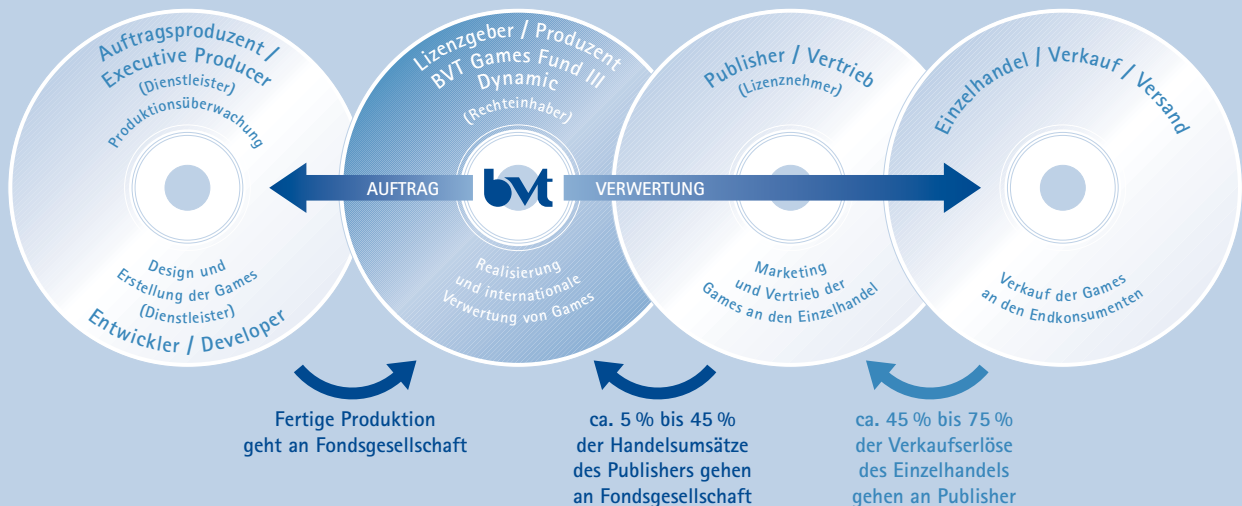 Auftragsproduzent /
Executive Producer
(Dienstleister)
Produktionsüberwachung
Design und
Erstellung der Games
(Dienstleister)
Entwickler / Developer
Lizenzgeber / Produzent
BVT Games Fund III
Dynamic
(Rechteinhaber)
Realisierung
und internationale
Verwertung von Games
Publisher / Vertrieb
(Lizenznehmer)
Marketing
und Vertrieb der
Games an den Einzelhandel
Einzelhandel / Verkauf / Versand
Verkauf der Games
an den Endkonsumenten
AUFTRAG
bvt
VERWERTUNG
Fertige Produktion
geht an Fondsgesellschaft
ca. 5 % bis 45 %
der Handelsumsätze
des Publishers gehen
an Fondsgesellschaft
ca. 45 % bis 75 %
der Verkaufserlöse
des Einzelhandels
gehen an Publisher